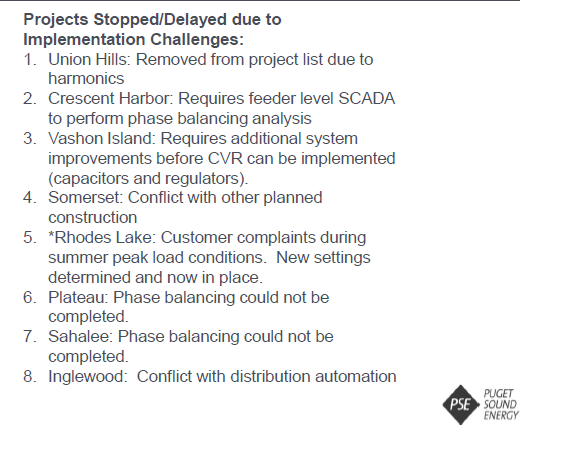 Projects Stopped/Delayed due to
Implementation Challenges:
1. Union Hills: Removed from project list due to
harmonics
2. Crescent Harbor: Requires feeder level SCADA
to perform phase balancing analysis
3. Vashon Island: Requires additional system
improvements before CVR can be implemented
(capacitors and regulators).
4. Somerset: Conflict with other planned
construction
5. *Rhodes Lake: Customer complaints during
summer peak load conditions.  New settings
determined and now in place.
6. Plateau: Phase balancing could not be
completed.
7. Sahalee: Phase balancing could not be
completed.
8. Inglewood:  Conflict with distribution automation
PSE
PUGET
SOUND
ENERGY